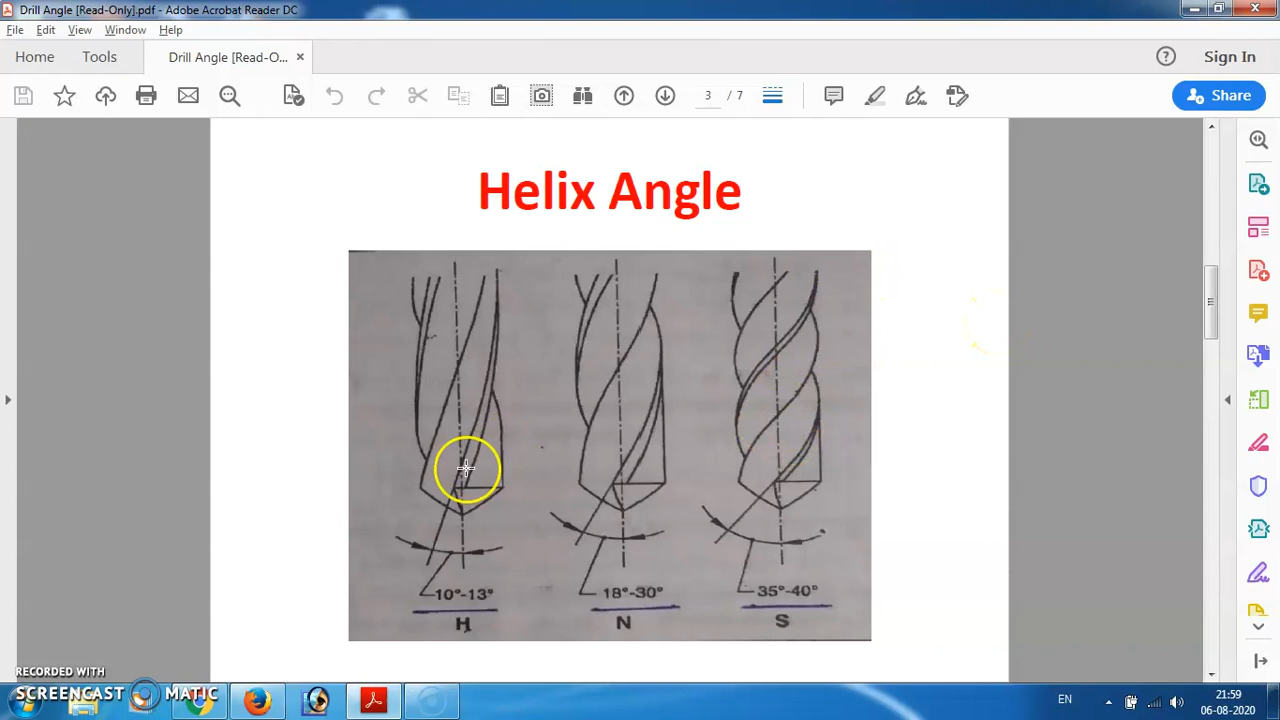 Drill Angle [Read-Only].pdf - Adobe Acrobat Reader DC
File Edit View Window Help
Home Tools Drill Angle [Read-O... × Sign In
3 / 7 Share
Helix Angle
10°-13° 18°-30° 35°-40°
H N S
RECORDED WITH
SCREENCAST MATIC
EN 21:59
06-08-2020